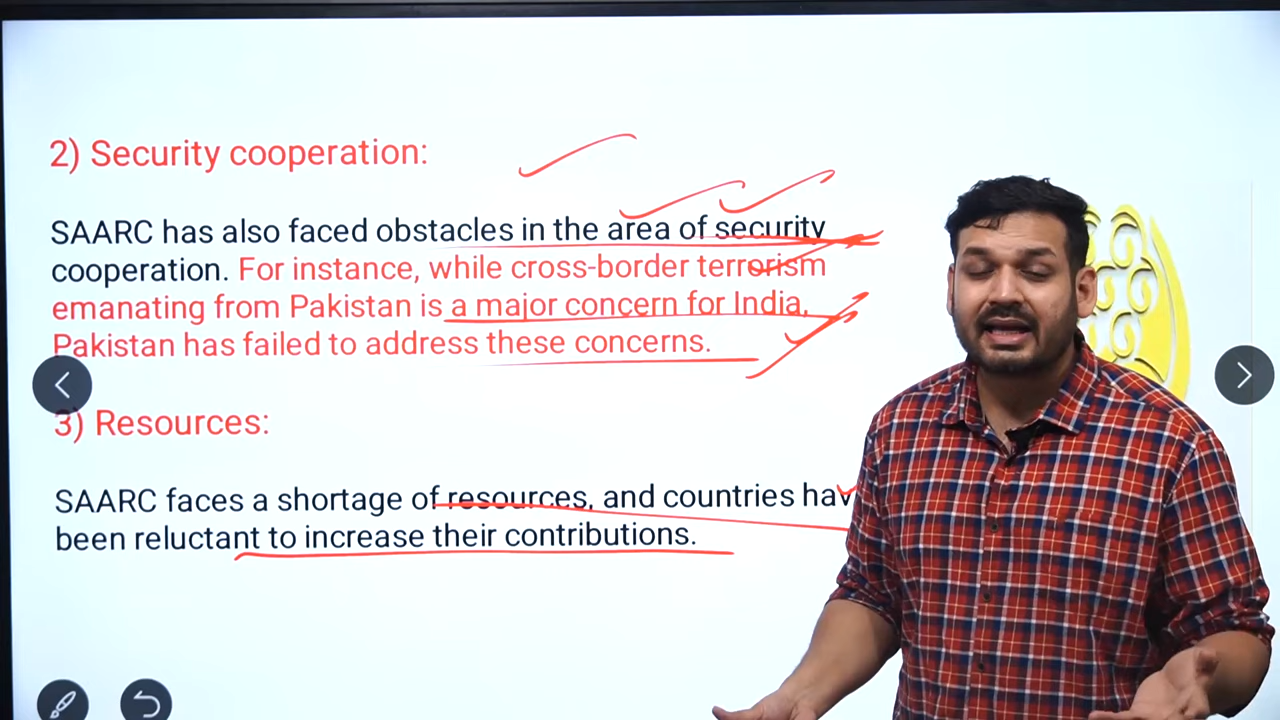 2) Security cooperation:
SAARC has also faced obstacles in the area of security
cooperation. For instance, while cross-border terrorism
emanating from Pakistan is a major concern for India,
Pakistan has failed to address these concerns.
3) Resources:
SAARC faces a shortage of resources, and countries hav
been reluctant to increase their contributions.